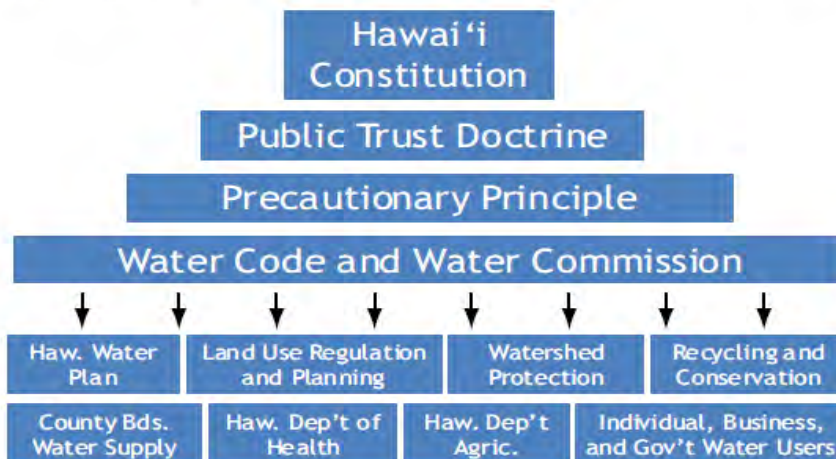 Hawai‘i
Constitution
Public Trust Doctrine
Precautionary Principle
Water Code and Water Commission
Haw. Water
Plan
Land Use Regulation
and Planning
Watershed
Protection
Recycling and
Conservation
County Bds.
Water Supply
Haw. Dep’t of
Health
Haw. Dep’t
Agric.
Individual, Business,
and Gov’t Water Users